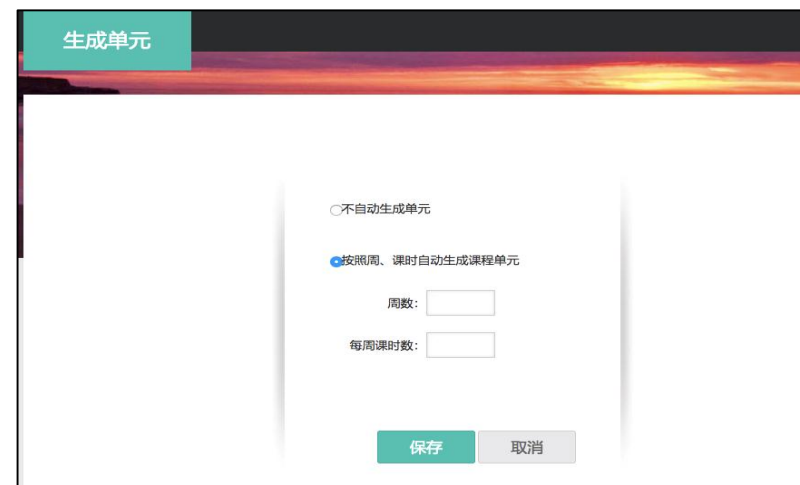 生成单元
不自动生成单元
按照周、课时自动生成课程单元
周数：
每周课时数：
保存 取消